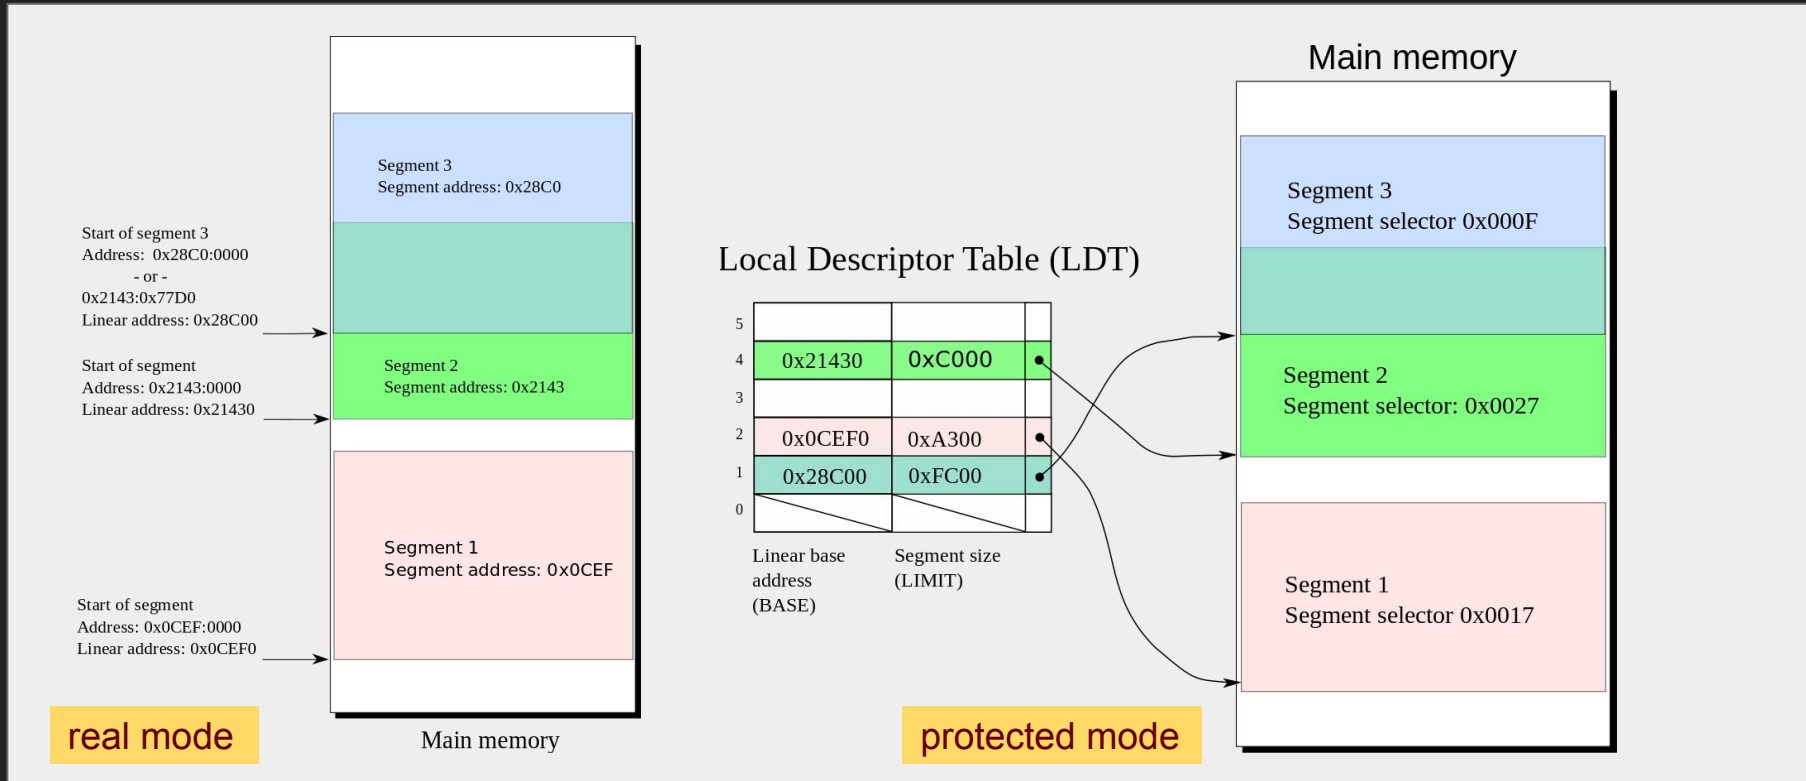 Segment 3
Segment address: 0x28C0
Start of segment 3
Address: 0x28C0:0000
- or -
0x2143:0x77D0
Linear address: 0x28C00
Start of segment
Address: 0x2143:0000
Linear address: 0x21430
Segment 2
Segment address: 0x2143
Segment 1
Segment address: 0x0CEF
Start of segment
Address: 0x0CEF:0000
Linear address: 0x0CEF0
real mode
Main memory
Local Descriptor Table (LDT)
5
4 0x21430 0xC000
3
2 0x0CEF0 0xA300
1 0x28C00 0xFC00
0
Linear base
address
(BASE)
Segment size
(LIMIT)
protected mode
Main memory
Segment 3
Segment selector 0x000F
Segment 2
Segment selector: 0x0027
Segment 1
Segment selector 0x0017